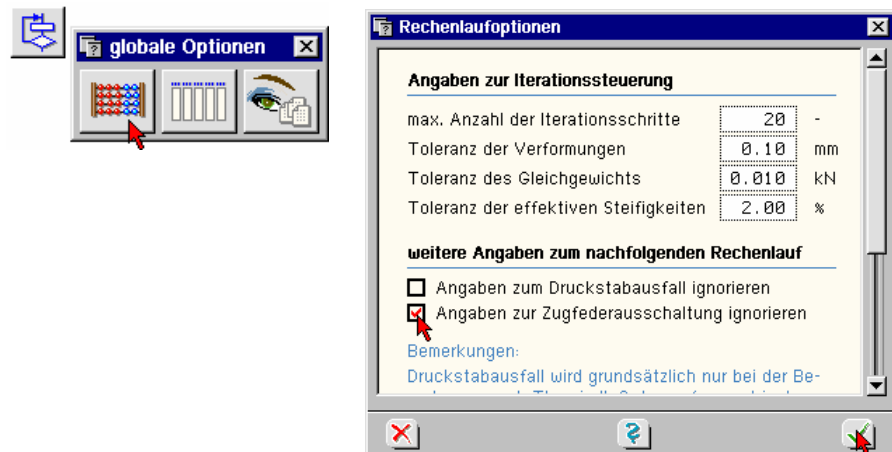 globale Optionen
Rechenlaufoptionen
Angaben zur Iterationssteuerung
max. Anzahl der Iterationsschritte 20 -
Toleranz der Verformungen 0.10 mm
Toleranz des Gleichgewichts 0.010 kN
Toleranz der effektiven Steifigkeiten 2.00 %
weitere Angaben zum nachfolgenden Rechenlauf
Angaben zum Druckstabausfall ignorieren
Angaben zur Zugfederausschaltung ignorieren
Bemerkungen:
Druckstabausfall wird grundsätzlich nur bei der Be-